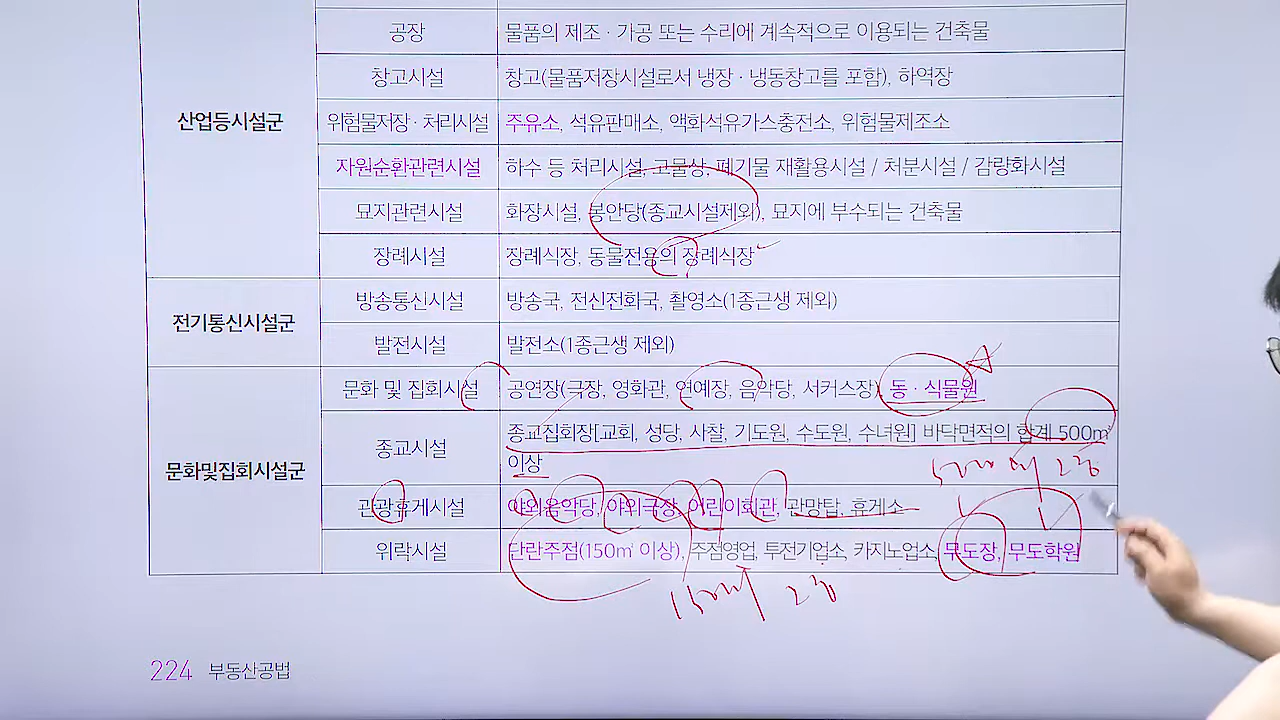 공장 물품의 제조 · 가공 또는 수리에 계속적으로 이용되는 건축물
창고시설 창고(물품저장시설로서 냉장 · 냉동창고를 포함), 하역장
산업등시설군
위험물저장 · 처리시설 주유소, 석유판매소, 액화석유가스충전소, 위험물제조소
자원순환관련시설 하수 등 처리시설, 고물상, 폐기물 재활용시설 / 처분시설 / 감량화시설
묘지관련시설 화장시설, 봉안당(종교시설제외), 묘지에 부수되는 건축물
장례시설 장례식장, 동물전용의 장례식장
전기통신시설군
방송통신시설 방송국, 전신전화국, 촬영소(1종근생 제외)
발전시설 발전소(1종근생 제외)
문화및집회시설군
문화 및 집회시설 공연장(극장, 영화관, 연예장, 음악당, 서커스장), 동 · 식물원
종교시설 종교집회장[교회, 성당, 사찰, 기도원, 수도원, 수녀원] 바닥면적의 합계 500㎡
이상
관광휴게시설 야외음악당, 야외극장, 어린이회관, 관망탑, 휴게소
위락시설 단란주점(150㎡ 이상), 주점영업, 투전기업소, 카지노업소, 무도장, 무도학원
224 부동산공법